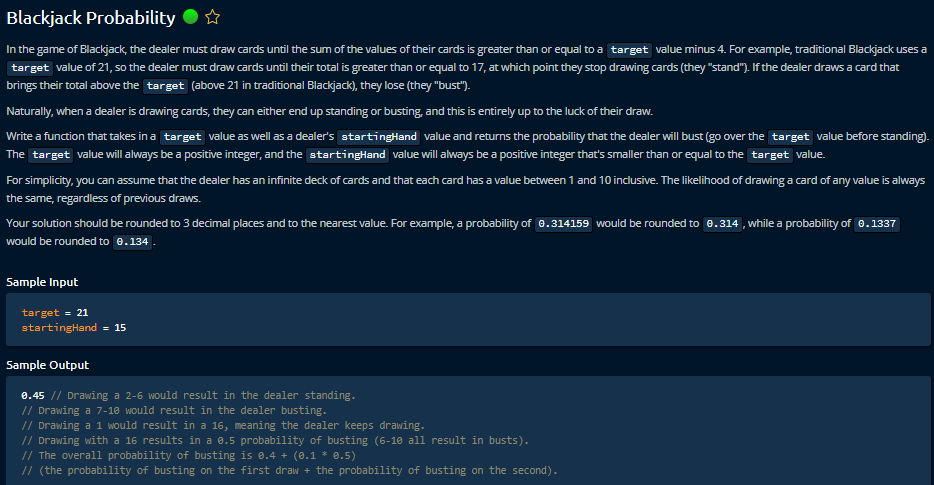 Blackjack Probability
In the game of Blackjack, the dealer must draw cards until the sum of the values of their cards is greater than or equal to a target value minus 4. For example, traditional Blackjack uses a
target value of 21, so the dealer must draw cards until their total is greater than or equal to 17, at which point they stop drawing cards (they "stand"). If the dealer draws a card that
brings their total above the target (above 21 in traditional Blackjack), they lose (they "bust").
Naturally, when a dealer is drawing cards, they can either end up standing or busting, and this is entirely up to the luck of their draw.
Write a function that takes in a target value as well as a dealer's startingHand value and returns the probability that the dealer will bust (go over the target value before standing).
The target value will always be a positive integer, and the startingHand value will always be a positive integer that's smaller than or equal to the target value.
For simplicity, you can assume that the dealer has an infinite deck of cards and that each card has a value between 1 and 10 inclusive. The likelihood of drawing a card of any value is always
the same, regardless of previous draws.
Your solution should be rounded to 3 decimal places and to the nearest value. For example, a probability of 0.314159 would be rounded to 0.314, while a probability of 0.1337
would be rounded to 0.134.
Sample Input
target = 21
startingHand = 15
Sample Output
0.45 // Drawing a 2-6 would result in the dealer standing.
// Drawing a 7-10 would result in the dealer busting.
// Drawing a 1 would result in a 16, meaning the dealer keeps drawing.
// Drawing with a 16 results in a 0.5 probability of busting (6-10 all result in busts).
// The overall probability of busting is 0.4 + (0.1 * 0.5)
// (the probability of busting on the first draw + the probability of busting on the second).